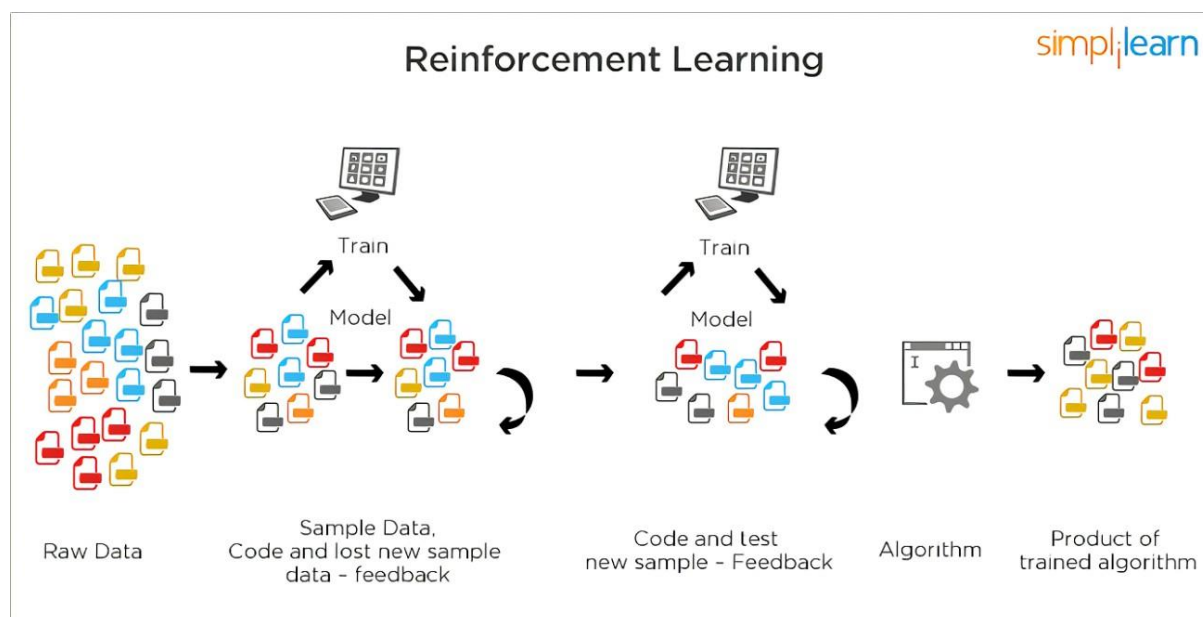 Reinforcement Learning
simplilearn
Train
Model
Train
Model
Raw Data
Sample Data,
Code and lost new sample
data - feedback
Code and test
new sample - Feedback
Algorithm
Product of
trained algorithm